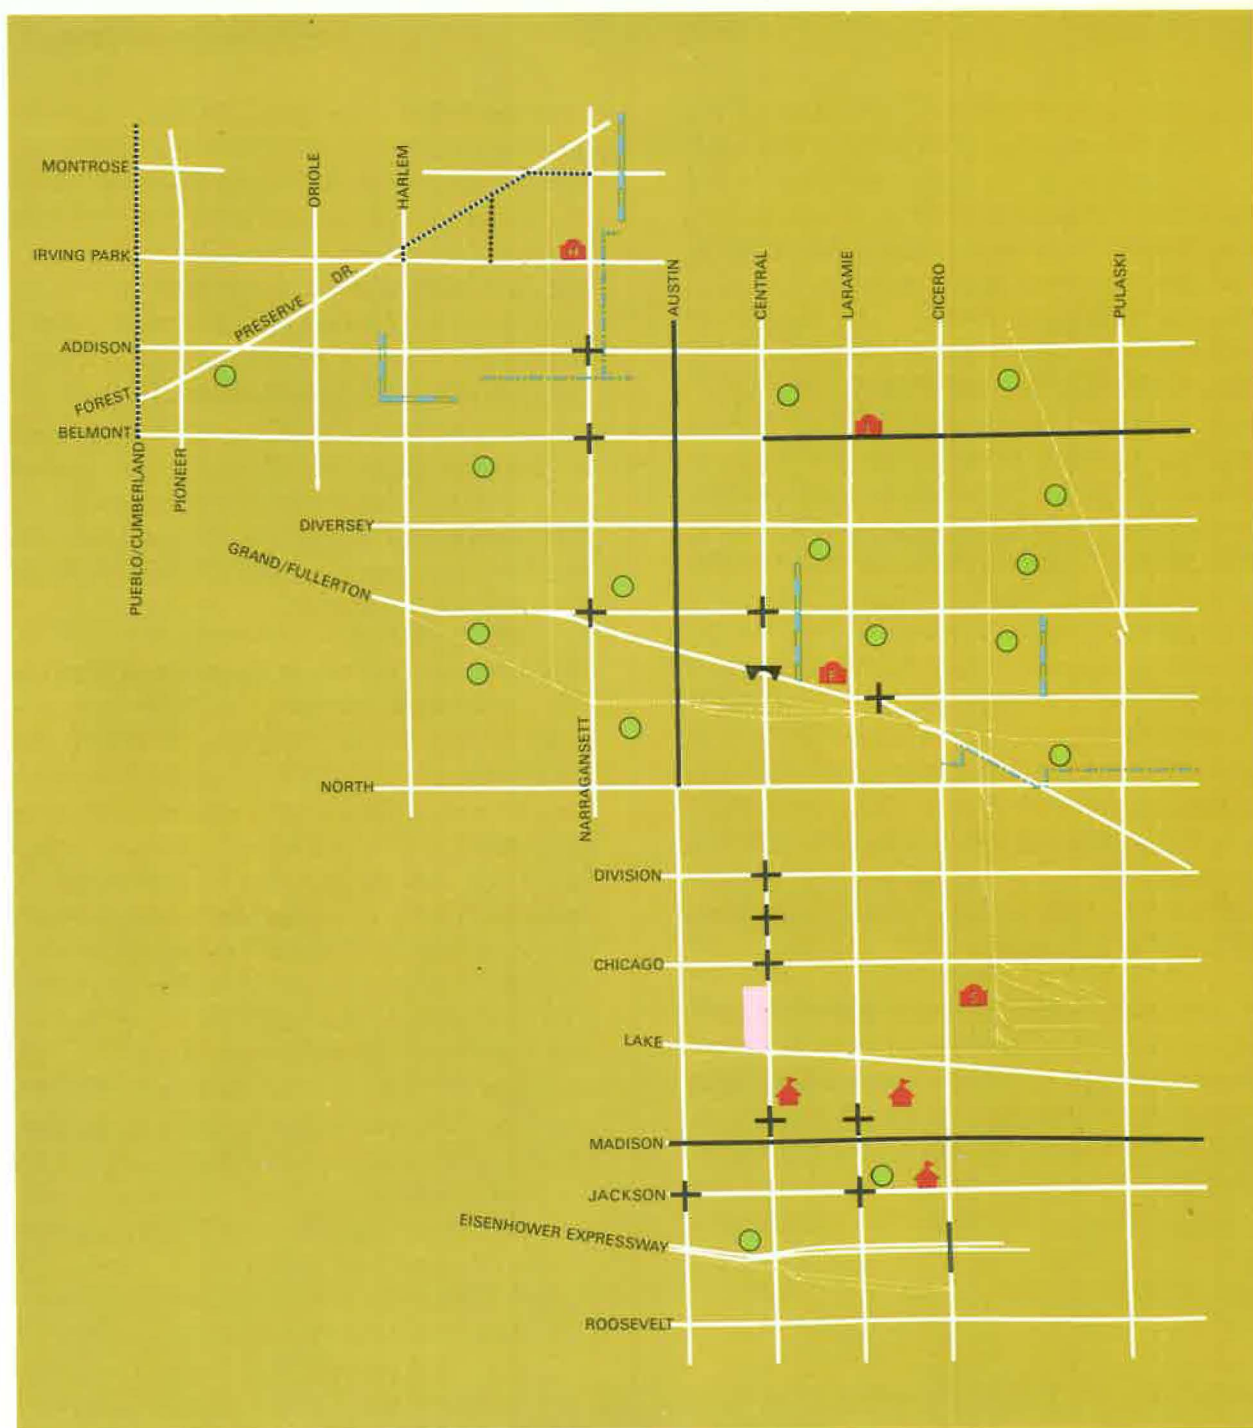 MONTROSE
ORIOLE
HARLEM
IRVING PARK
PRESERVE
DR.
AUSTIN
CENTRAL
LARAMIE
CICERO
PULASKI
ADDISON
FOREST
BELMONT
PUEBLO/CUMBERLAND
PIONEER
DIVERSEY
GRAND/FULLERTON
NARRAGANSETT
NORTH
DIVISION
CHICAGO
LAKE
MADISON
JACKSON
EISENHOWER EXPRESSWAY
ROOSEVELT